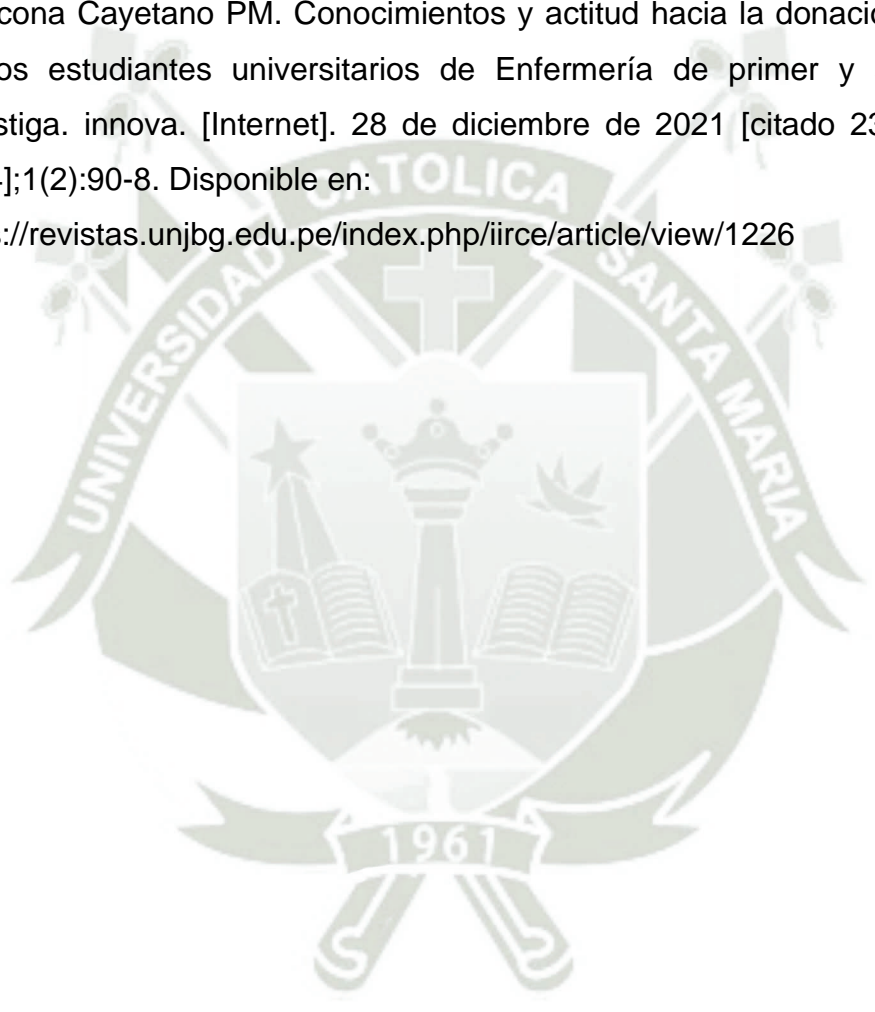 cona Cayetano PM. Conocimientos y actitud hacia la donació
os estudiantes universitarios de Enfermería de primer y
stiga. innova. [Internet]. 28 de diciembre de 2021 [citado 23
];1(2):90-8. Disponible en:
s://revistas.unjbg.edu.pe/index.php/iirce/article/view/1226
UNIVERSIDAD CATOLICA SANTA MARIA
1961